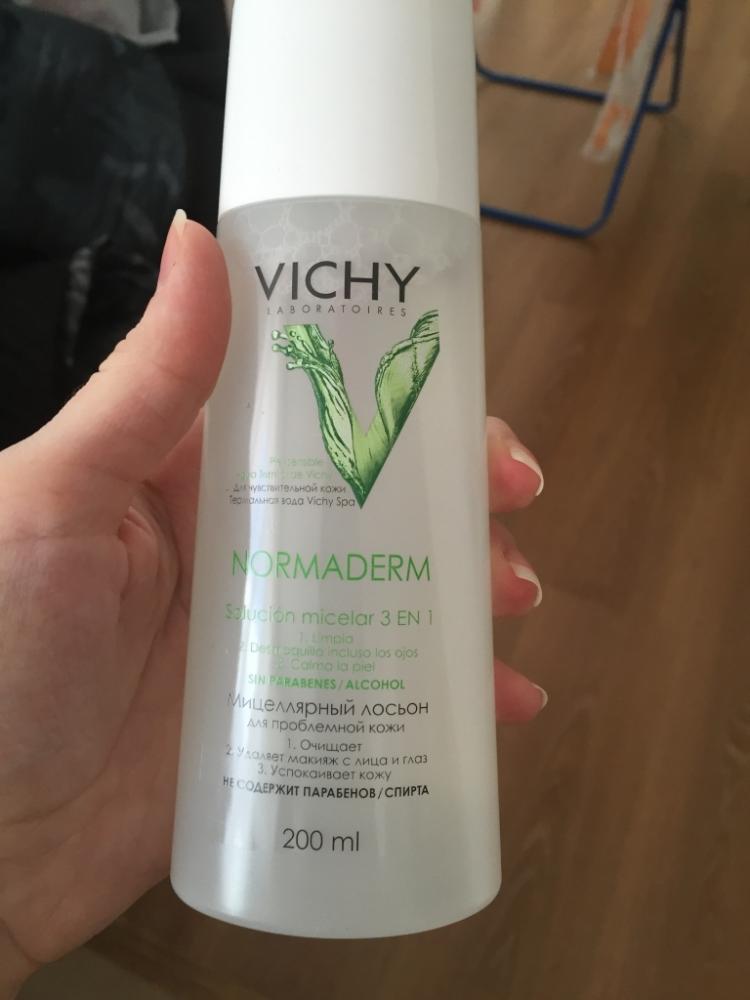 VICHY
LABORATOIRES
Vichy
Для чувствительной кожи
Термальная вода Vichy Spa
NORMADERM
Solución micelar 3 EN 1
1. Limpia
2. Desmaquilla incluso los ojos
3. Calma la piel
SIN PARABENES/ALCOHOL
Мицеллярный лосьон
для проблемной кожи
1. Очищает
2. Удаляет макияж с лица и глаз
3. Успокаивает кожу
НЕ СОДЕРЖИТ ПАРАБЕНОВ/СПИРТА
200 ml